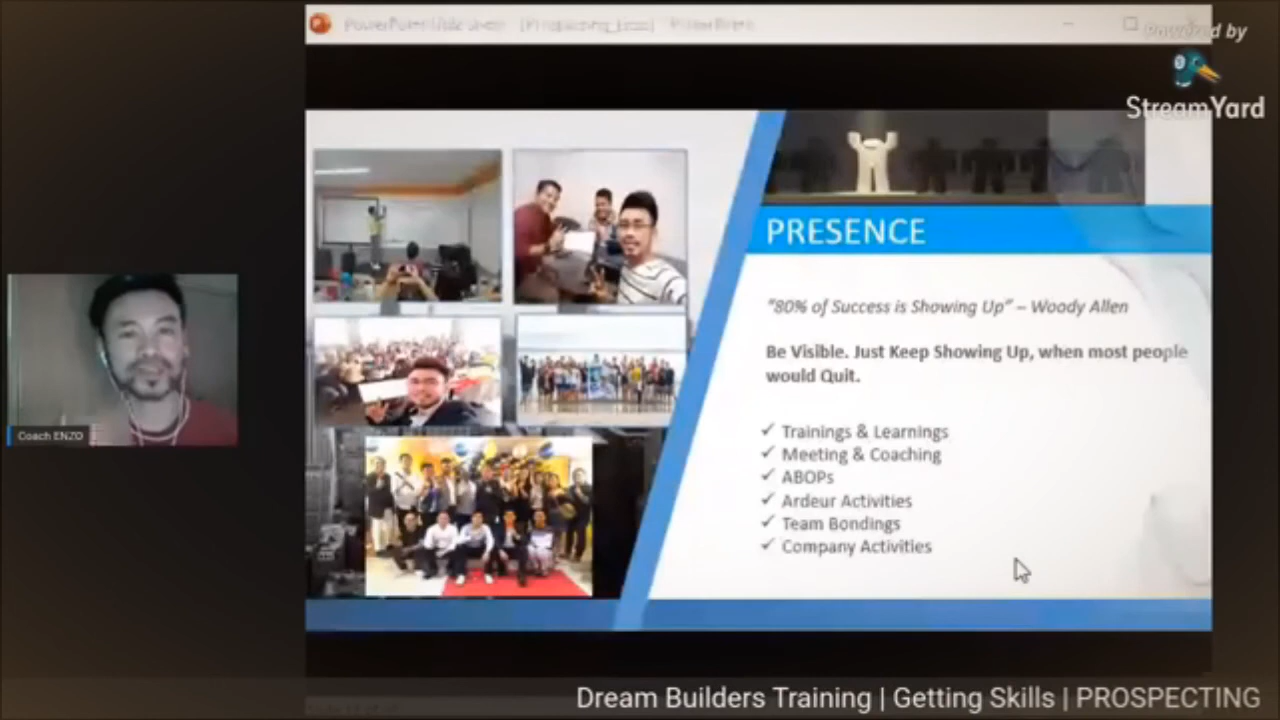 Powered by
StreamYard
PRESENCE
"80% of Success is Showing Up" – Woody Allen
Be Visible. Just Keep Showing Up, when most people
would Quit.
✓ Trainings & Learnings
✓ Meeting & Coaching
✓ ABOPs
✓ Ardeur Activities
✓ Team Bondings
✓ Company Activities
Coach ENZO
Dream Builders Training | Getting Skills | PROSPECTING